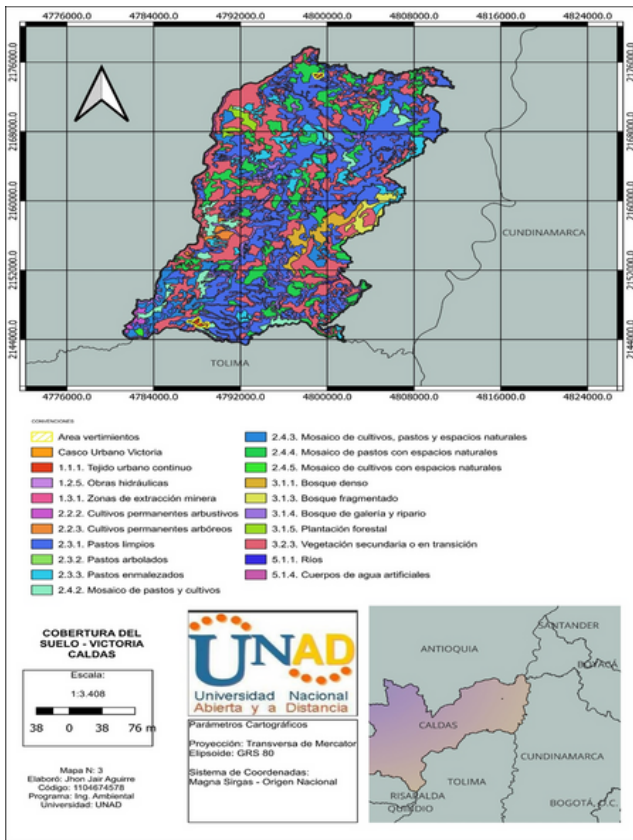 4776000.0 4784000.0 4792000.0 4800000.0 4808000.0 4816000.0 4824000.0
2176000.0 2176000.0
2168000.0 2168000.0
2160000.0 2160000.0
CUNDINAMARCA
2152000.0 2152000.0
2144000.0 2144000.0
TOLIMA
4776000.0 4784000.0 4792000.0 4800000.0 4808000.0 4816000.0 4824000.0
CONVENCIONES
Area vertimientos
Casco Urbano Victoria
1.1.1. Tejido urbano continuo
1.2.5. Obras hidráulicas
1.3.1. Zonas de extracción minera
2.2.2. Cultivos permanentes arbustivos
2.2.3. Cultivos permanentes arbóreos
2.3.1. Pastos limpios
2.3.2. Pastos arbolados
2.3.3. Pastos enmalezados
2.4.2. Mosaico de pastos y cultivos
2.4.3. Mosaico de cultivos, pastos y espacios naturales
2.4.4. Mosaico de pastos con espacios naturales
2.4.5. Mosaico de cultivos con espacios naturales
3.1.1. Bosque denso
3.1.3. Bosque fragmentado
3.1.4. Bosque de galería y ripario
3.1.5. Plantación forestal
3.2.3. Vegetación secundaria o en transición
5.1.1. Ríos
5.1.4. Cuerpos de agua artificiales
COBERTURA DEL
SUELO - VICTORIA
CALDAS
Escala:
1:3.408
38 0 38 76 m
Mapa N: 3
Elaboró: Jhon Jair Aguirre
Código: 1104674578
Programa: Ing. Ambiental
Universidad: UNAD
UNAD
Universidad Nacional
Abierta y a Distancia
Parámetros Cartográficos
Proyección: Transversa de Mercator
Elipsoide: GRS 80
Sistema de Coordenadas:
Magna Sirgas - Origen Nacional
SANTANDER
ANTIOQUIA
BOYACÁ
CALDAS
CUNDINAMARCA
TOLIMA
RISARALDA
QUINDIO
BOGOTÁ, D.C.